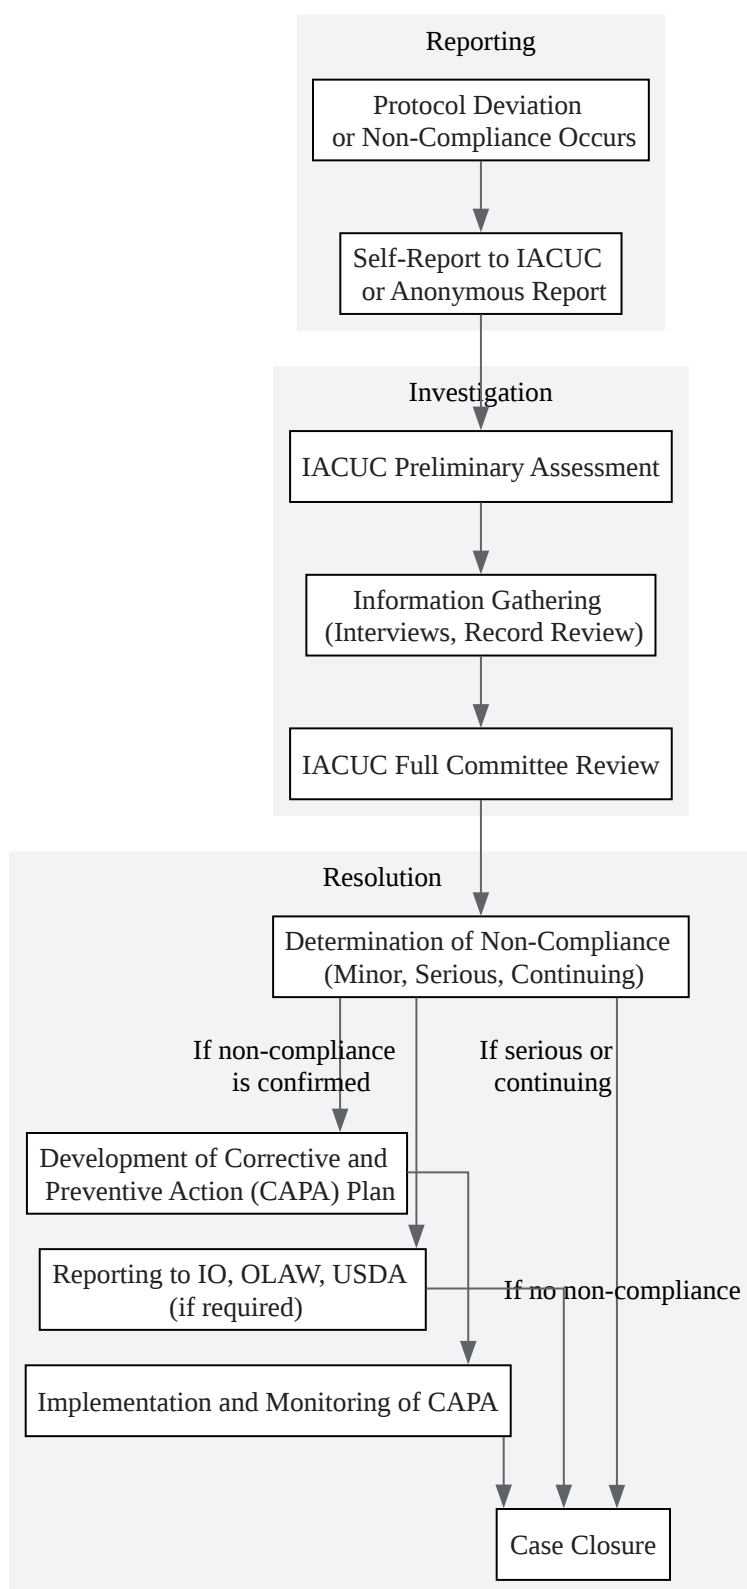 Reporting
Protocol Deviation
or Non-Compliance Occurs
Self-Report to IACUC
or Anonymous Report
Investigation
IACUC Preliminary Assessment
Information Gathering
(Interviews, Record Review)
IACUC Full Committee Review
Resolution
Determination of Non-Compliance
(Minor, Serious, Continuing)
If non-compliance
is confirmed
If serious or
continuing
Development of Corrective and
Preventive Action (CAPA) Plan
Reporting to IO, OLAW, USDA
(if required)
If no non-compliance
Implementation and Monitoring of CAPA
Case Closure